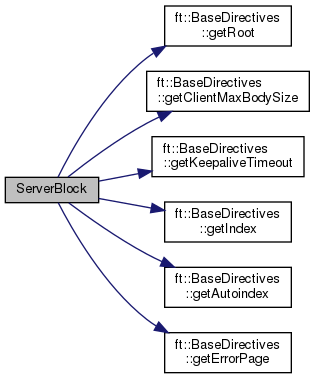 ft::BaseDirectives
::getRoot
ft::BaseDirectives
::getClientMaxBodySize
ft::BaseDirectives
::getKeepaliveTimeout
ServerBlock
ft::BaseDirectives
::getIndex
ft::BaseDirectives
::getAutoindex
ft::BaseDirectives
::getErrorPage